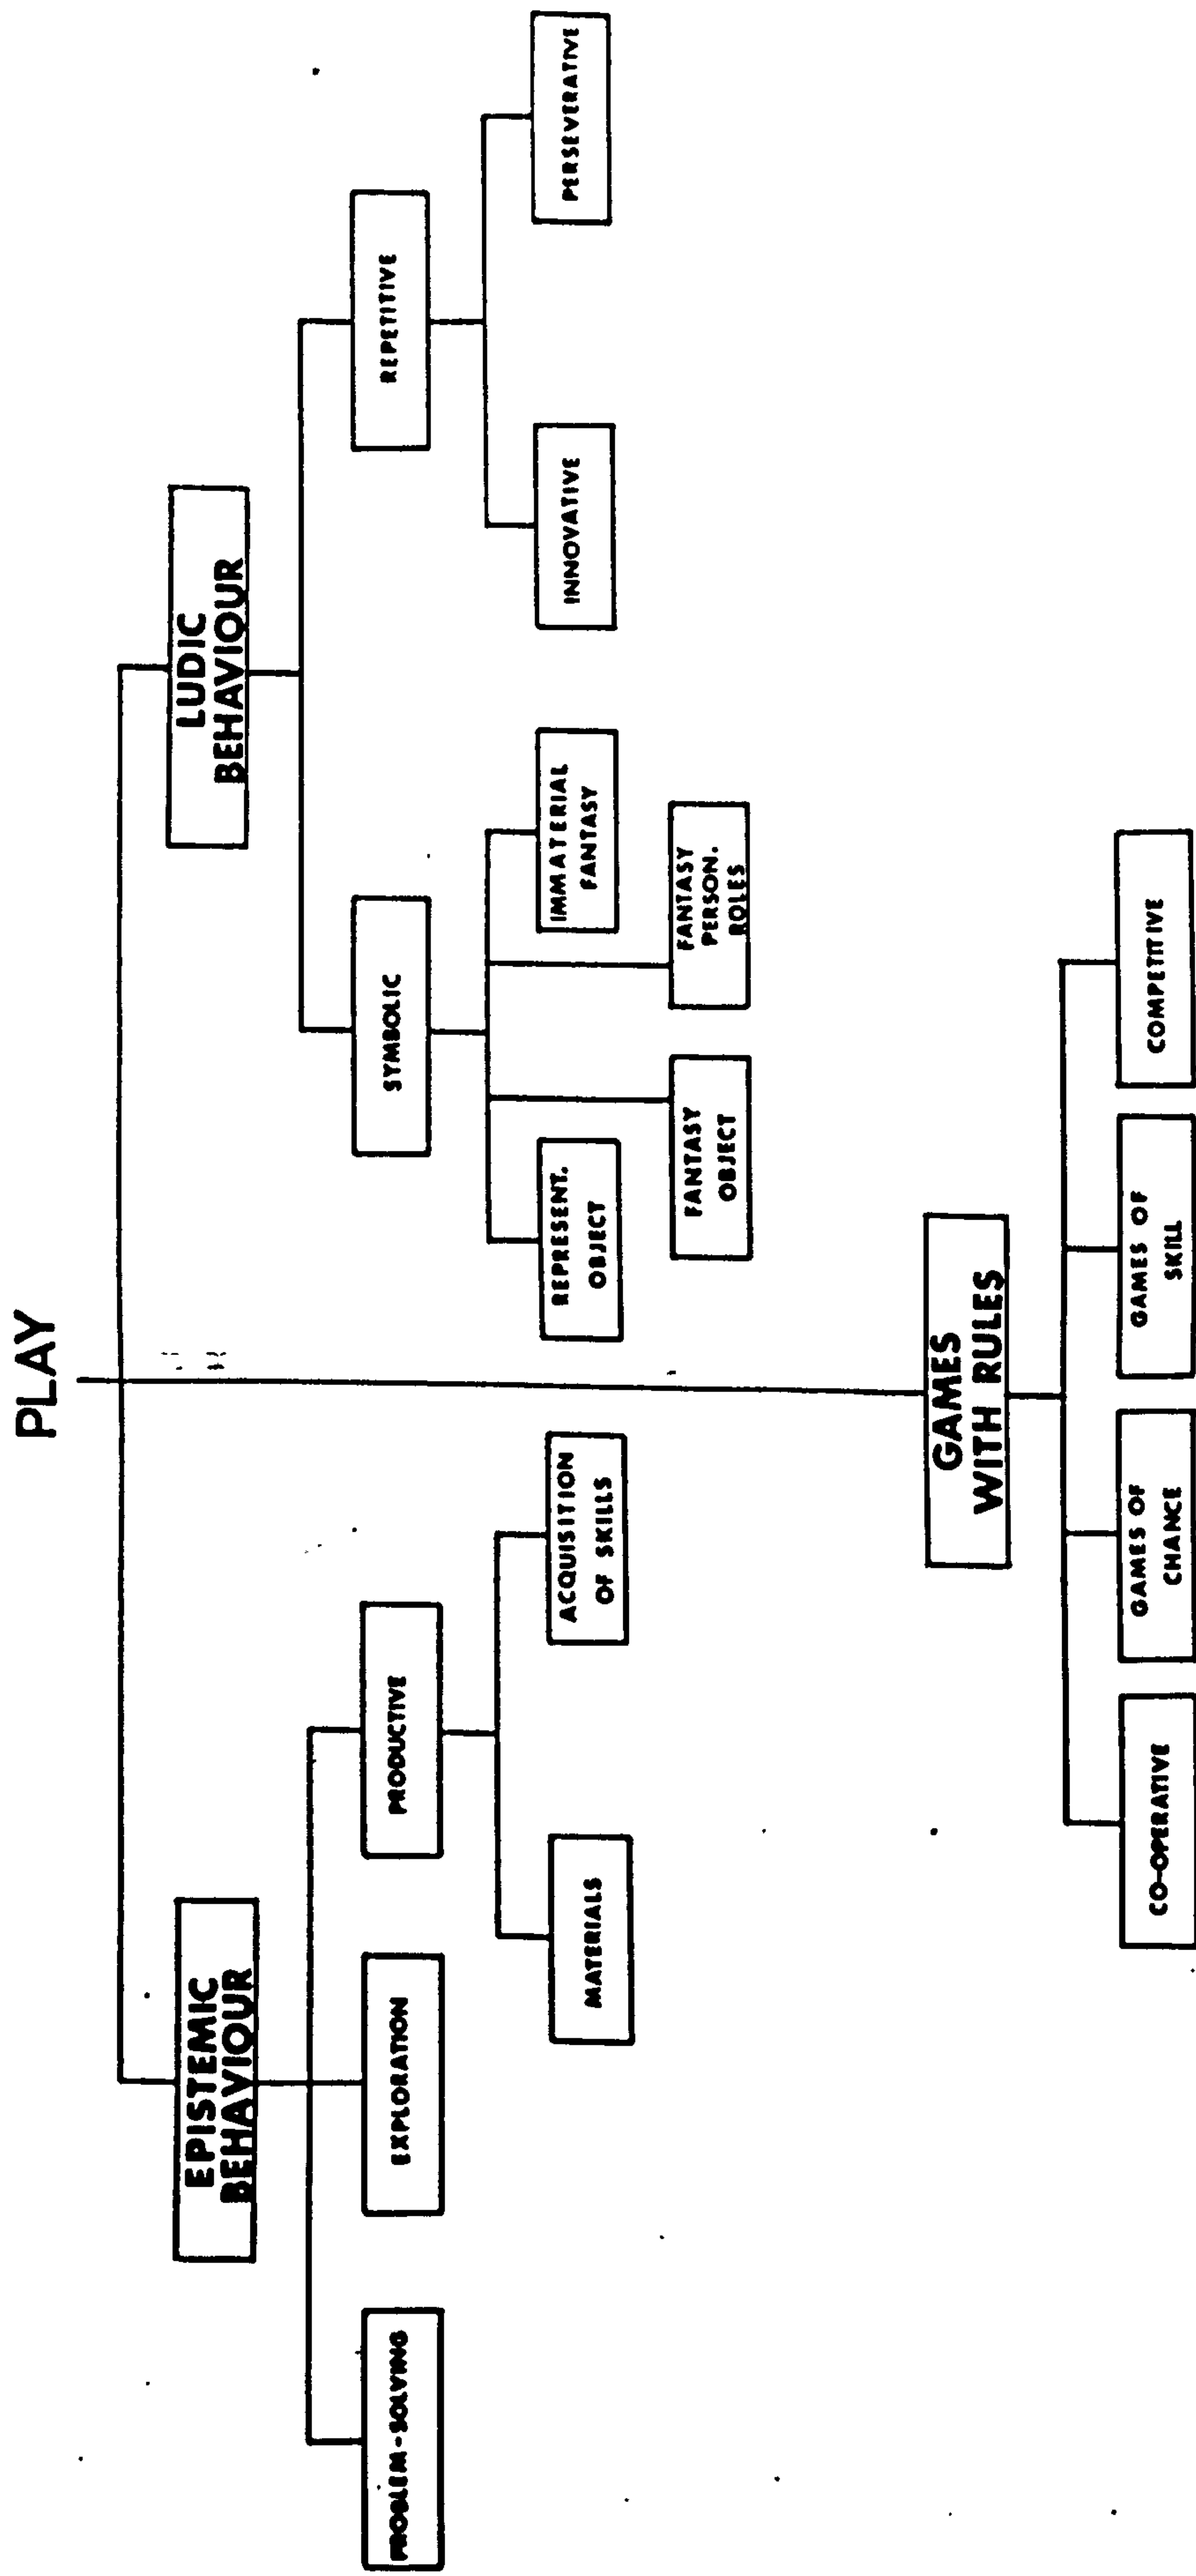 PLAY
EPISTEMIC
BEHAVIOUR
LUDIC
BEHAVIOUR
PROBLEM-SOLVING
EXPLORATION
PRODUCTIVE
SYMBOLIC
REPETITIVE
MATERIALS
ACQUISITION
OF SKILLS
REPRESENT.
OBJECT
IMMATERIAL
FANTASY
INNOVATIVE
PERSEVERATIVE
FANTASY
OBJECT
FANTASY
PERSON.
ROLES
GAMES
WITH RULES
CO-OPERATIVE
GAMES OF
CHANCE
GAMES OF
SKILL
COMPETITIVE